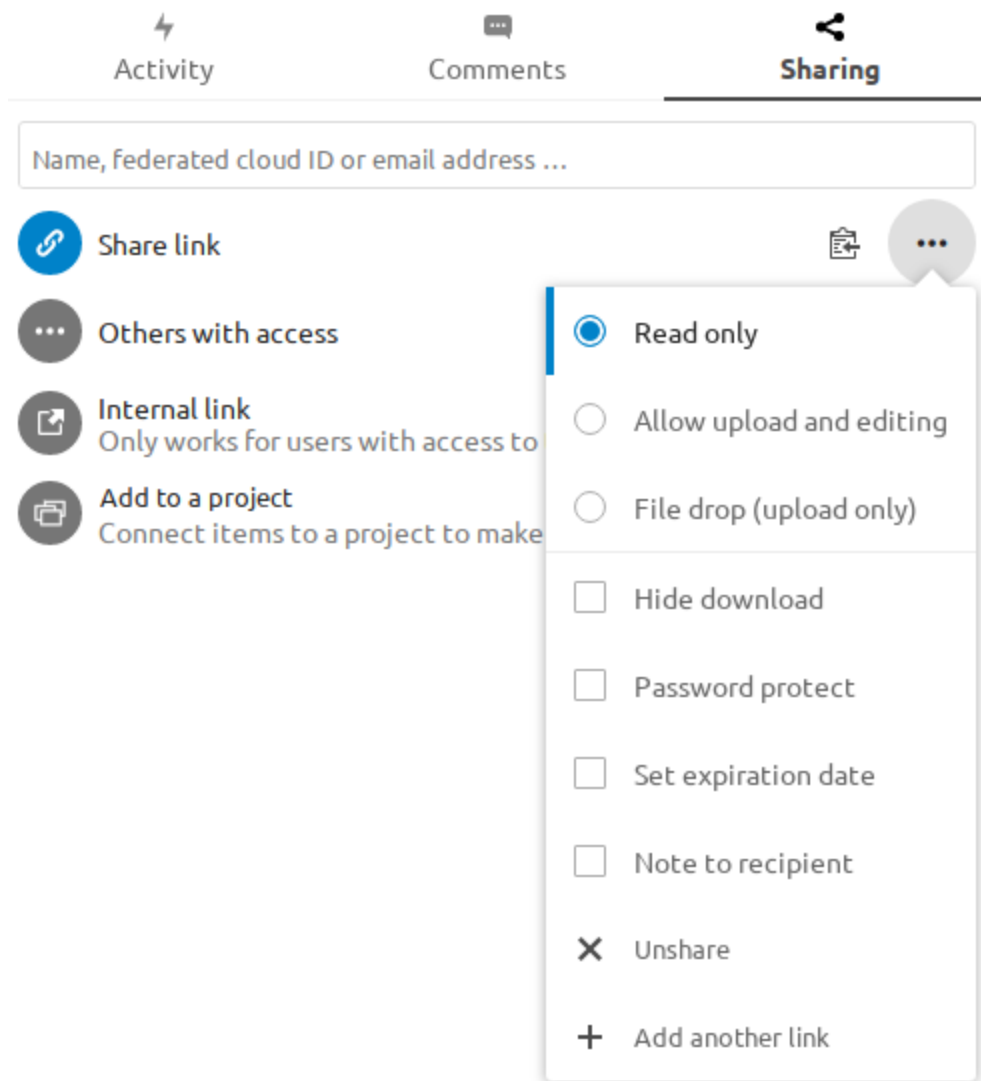 Activity
Comments
Sharing
Name, federated cloud ID or email address ...
Share link
Others with access
Internal link
Only works for users with access to
Add to a project
Connect items to a project to make
Read only
Allow upload and editing
File drop (upload only)
Hide download
Password protect
Set expiration date
Note to recipient
Unshare
Add another link